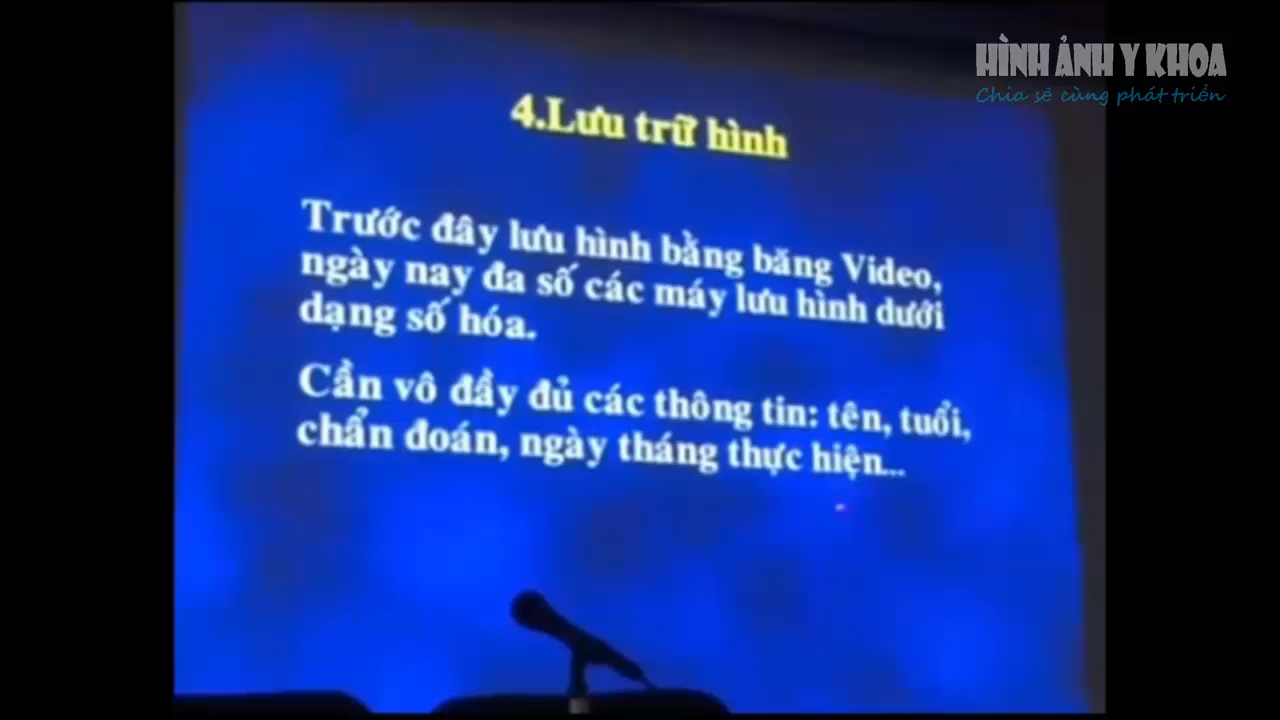 HÌNH ẢNH Y KHOA
Chia sẽ cùng phát triển
4.Lưu trữ hình
Trước đây lưu hình bằng băng Video,
ngày nay đa số các máy lưu hình dưới
dạng số hóa.
Cần vô đầy đủ các thông tin: tên, tuổi,
chẩn đoán, ngày tháng thực hiện...